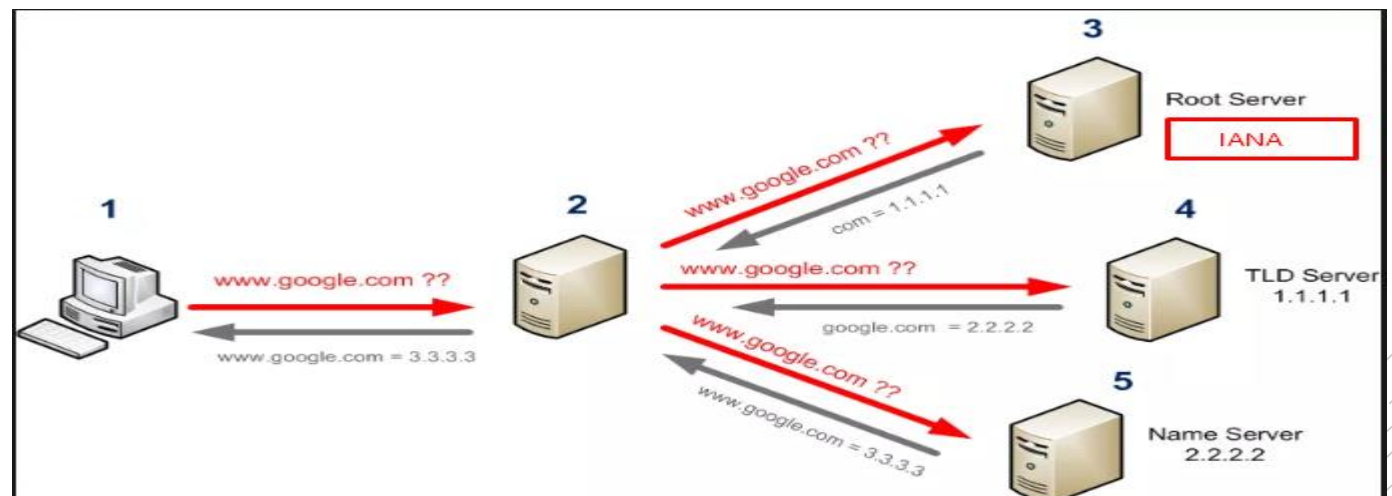 3
Root Server
IANA
www.google.com ??
com = 1.1.1.1
1
2
4
www.google.com ??
www.google.com = 3.3.3.3
www.google.com ??
google.com = 2.2.2.2
TLD Server
1.1.1.1
www.google.com ??
www.google.com = 3.3.3.3
5
Name Server
2.2.2.2